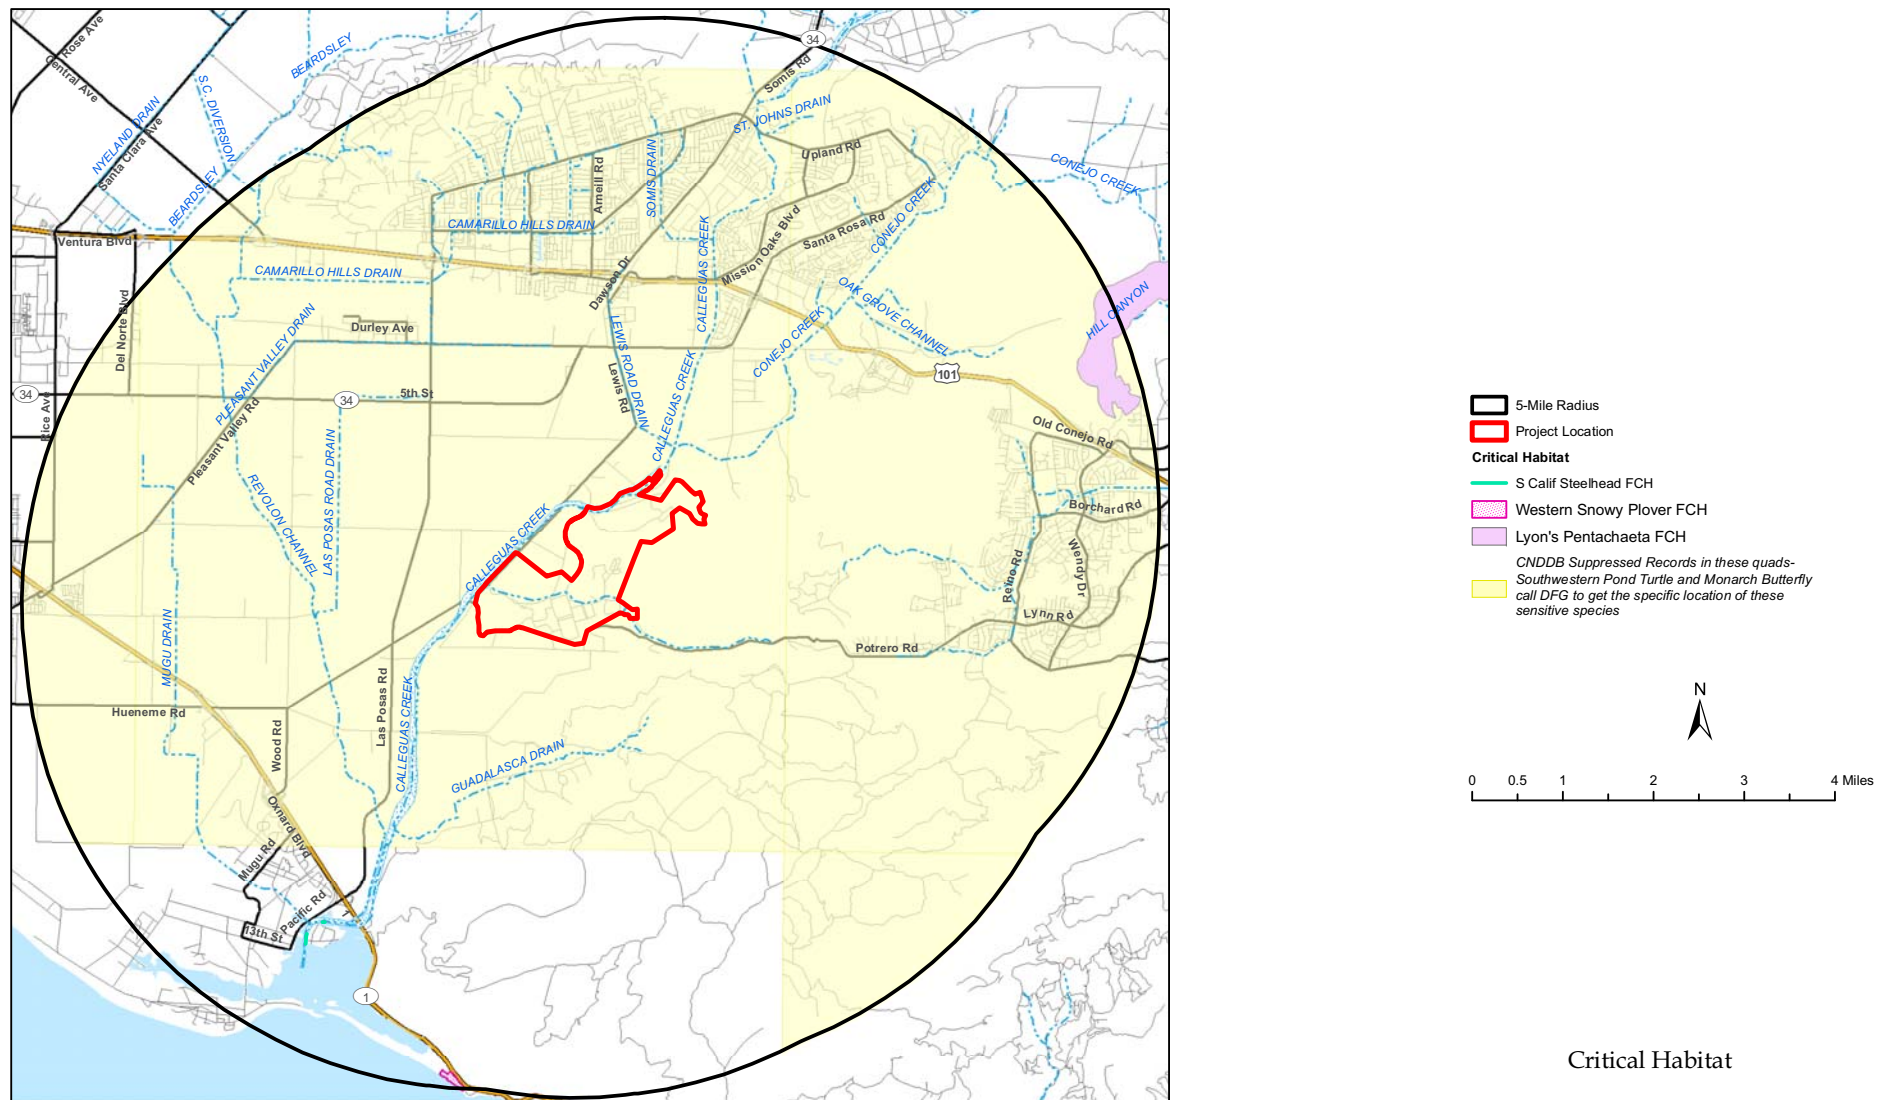 34
Rose Ave
Central Ave
Somis Rd
BEARDSLEY
S.C. DIVERSION
NYELAND DRAIN
Santa Clara Ave
ST. JOHNS DRAIN
Upland Rd
CONEJO CREEK
BEARDSLEY
Arneill Rd
SOMIS DRAIN
CAMARILLO HILLS DRAIN
CALLEGUAS CREEK
Mission Oaks Blvd
Santa Rosa Rd
CONEJO CREEK
Ventura Blvd
CAMARILLO HILLS DRAIN
Dawson Dr
OAK GROVE CHANNEL
HILL CANYON
Del Norte Blvd
PLEASANT VALLEY DRAIN
Durley Ave
LEWIS ROAD DRAIN
CONEJO CREEK
101
34
Rice Ave
34
5th St
Lewis Rd
CALLEGUAS CREEK
Pleasant Valley Rd
LAS POSAS ROAD DRAIN
REVOLON CHANNEL
Old Conejo Rd
Borchard Rd
CALLEGUAS CREEK
Reino Rd
Wendy Dr
Lynn Rd
Potrero Rd
MUGU DRAIN
Hueneme Rd
Wood Rd
Las Posas Rd
CALLEGUAS CREEK
GUADALASCA DRAIN
Oxnard Blvd
Mugu Rd
Pacific Rd
1
13th St
1
5-Mile Radius
Project Location
Critical Habitat
S Calif Steelhead FCH
Western Snowy Plover FCH
Lyon's Pentachaeta FCH
CNDDB Suppressed Records in these quads-
Southwestern Pond Turtle and Monarch Butterfly
call DFG to get the specific location of these
sensitive species
N
0 0.5 1 2 3 4 Miles
Critical Habitat